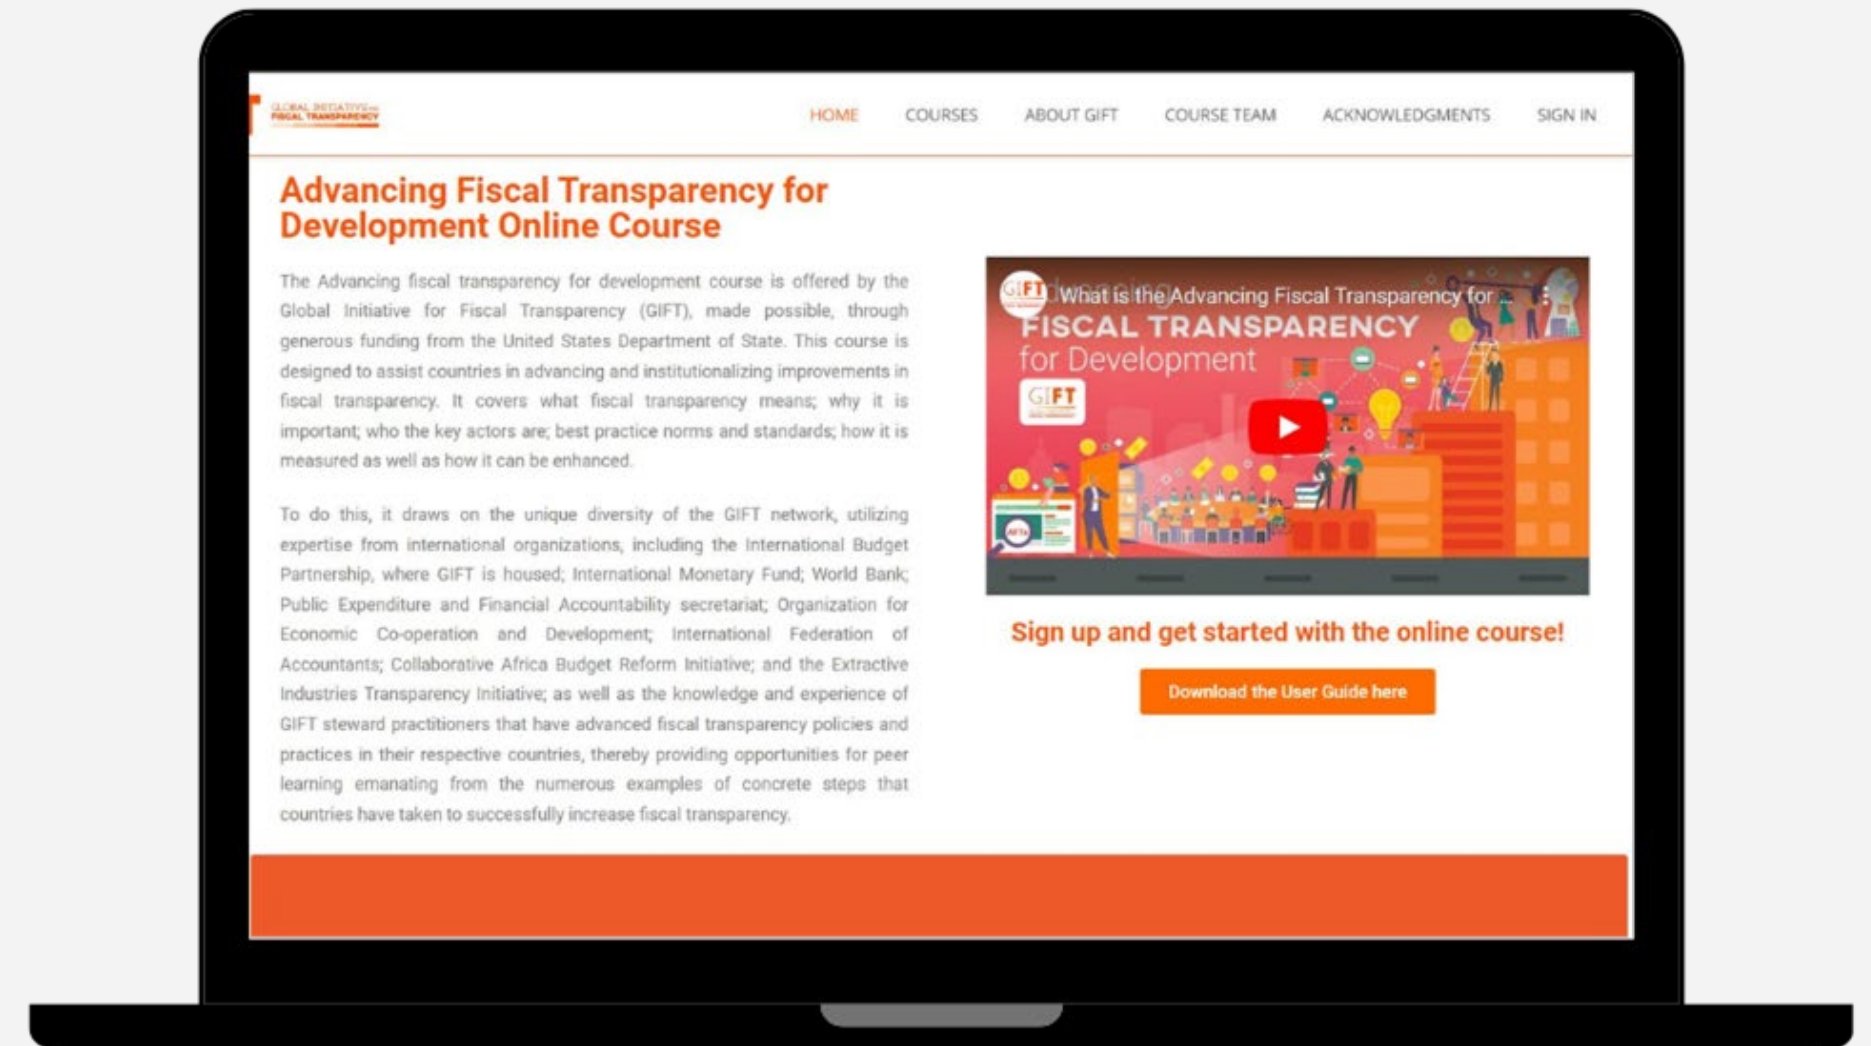 GLOBAL INITIATIVE FOR
FISCAL TRANSPARENCY
HOME
COURSES
ABOUT GIFT
COURSE TEAM
ACKNOWLEDGMENTS
SIGN IN
Advancing Fiscal Transparency for
Development Online Course
The Advancing fiscal transparency for development course is offered by the
Global Initiative for Fiscal Transparency (GIFT), made possible, through
generous funding from the United States Department of State. This course is
designed to assist countries in advancing and institutionalizing improvements in
fiscal transparency. It covers what fiscal transparency means; why it is
important; who the key actors are; best practice norms and standards; how it is
measured as well as how it can be enhanced.
To do this, it draws on the unique diversity of the GIFT network, utilizing
expertise from international organizations, including the International Budget
Partnership, where GIFT is housed; International Monetary Fund; World Bank;
Public Expenditure and Financial Accountability secretariat; Organization for
Economic Co-operation and Development; International Federation of
Accountants; Collaborative Africa Budget Reform Initiative; and the Extractive
Industries Transparency Initiative; as well as the knowledge and experience of
GIFT steward practitioners that have advanced fiscal transparency policies and
practices in their respective countries, thereby providing opportunities for peer
learning emanating from the numerous examples of concrete steps that
countries have taken to successfully increase fiscal transparency.
GIFT
What is the Advancing Fiscal Transparency for ...
Advancing
FISCAL TRANSPARENCY
for Development
GIFT
Sign up and get started with the online course!
Download the User Guide here